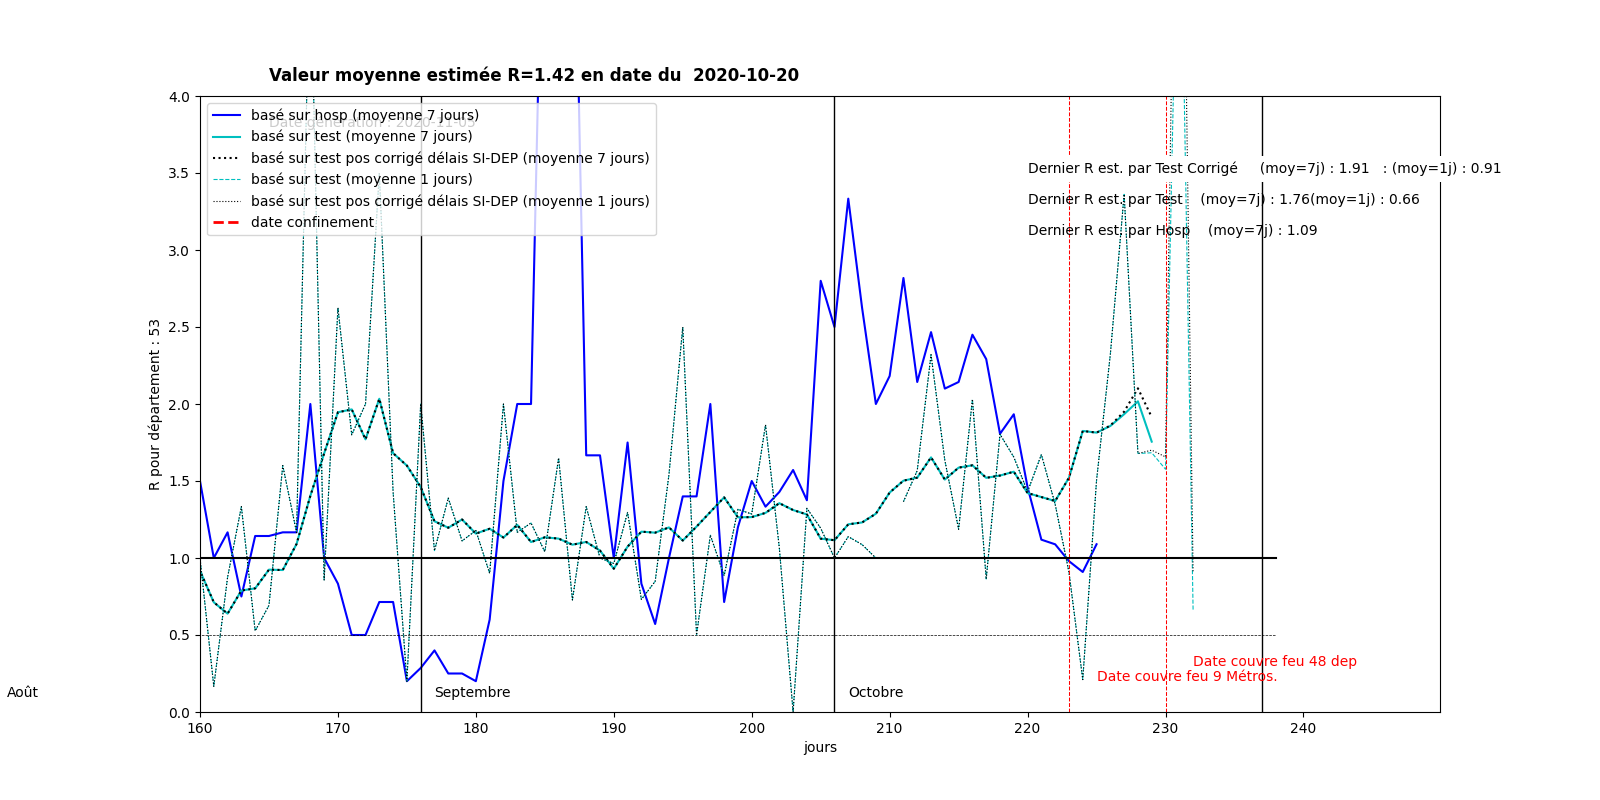 Valeur moyenne estimée R=1.42 en date du  2020-10-20
Date génération : 2020-11-05
basé sur hosp (moyenne 7 jours)
basé sur test (moyenne 7 jours)
basé sur test pos corrigé délais SI-DEP (moyenne 7 jours)
basé sur test (moyenne 1 jours)
basé sur test pos corrigé délais SI-DEP (moyenne 1 jours)
date confinement
Dernier R est. par Test Corrigé     (moy=7j) : 1.91   : (moy=1j) : 0.91
Dernier R est. par Test    (moy=7j) : 1.76(moy=1j) : 0.66
Dernier R est. par Hosp    (moy=7j) : 1.09
4.0
3.5
3.0
2.5
2.0
1.5
1.0
0.5
0.0
R pour département : 53
Date couvre feu 48 dep
Date couvre feu 9 Métros.
Août
Septembre
Octobre
160 170 180 190 200 210 220 230 240
jours